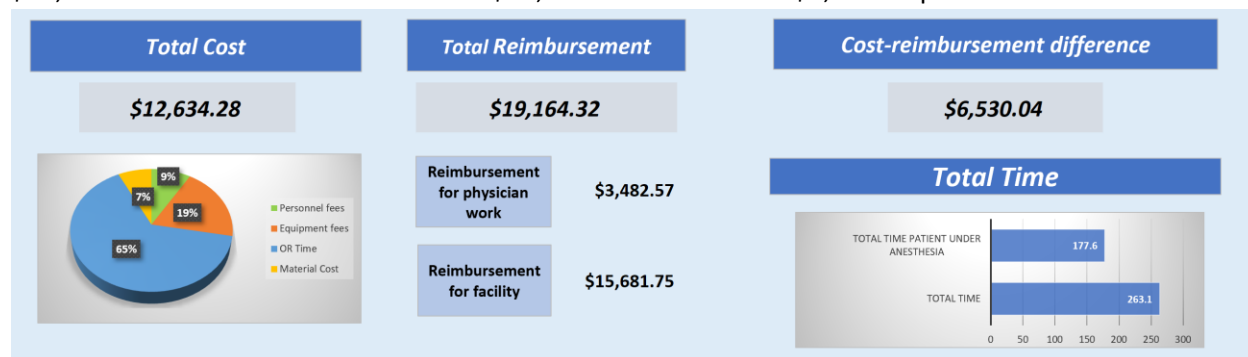 Total Cost
$12,634.28
9%
7%
19%
65%
Personnel fees
Equipment fees
OR Time
Material Cost
Total Reimbursement
$19,164.32
Reimbursement
for physician
work
$3,482.57
Reimbursement
for facility
$15,681.75
Cost-reimbursement difference
$6,530.04
Total Time
TOTAL TIME PATIENT UNDER
ANESTHESIA
177.6
TOTAL TIME
263.1
0 50 100 150 200 250 300